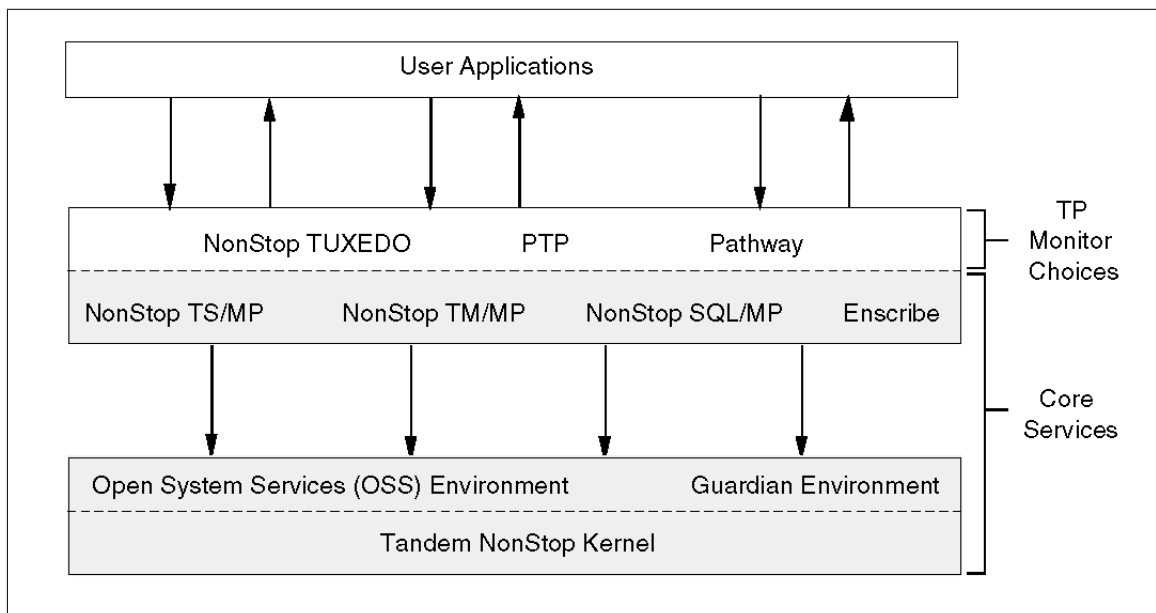 User Applications
NonStop TUXEDO PTP Pathway
TP
Monitor
Choices
NonStop TS/MP NonStop TM/MP NonStop SQL/MP Enscribe
Core
Services
Open System Services (OSS) Environment Guardian Environment
Tandem NonStop Kernel